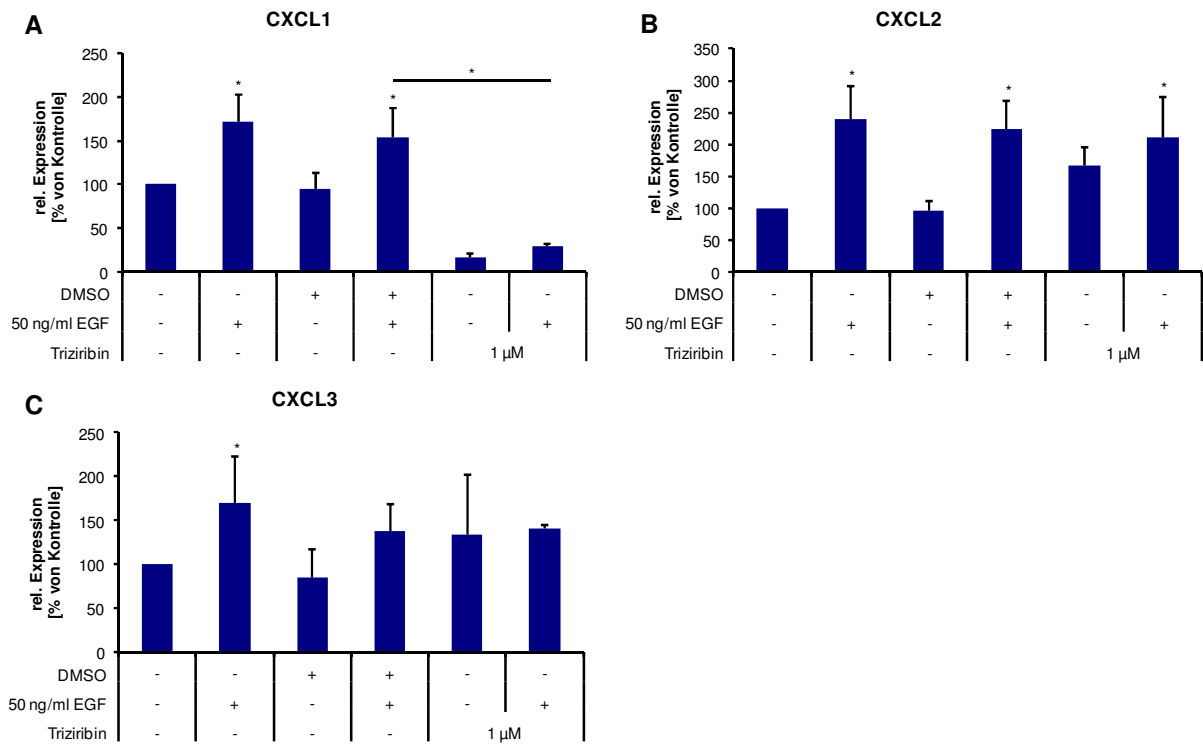 A
CXCL1
rel. Expression
[% von Kontrolle]
250
200
150
100
50
0
*
*
*
DMSO - - + + - -
50 ng/ml EGF - + - + - +
Triziribin - - - - 1 µM
B
CXCL2
rel. Expression
[% von Kontrolle]
350
300
250
200
150
100
50
0
*
*
*
DMSO - - + + - -
50 ng/ml EGF - + - + - +
Triziribin - - - - 1 µM
C
CXCL3
rel. Expression
[% von Kontrolle]
250
200
150
100
50
0
*
DMSO - - + + - -
50 ng/ml EGF - + - + - +
Triziribin - - - - 1 µM